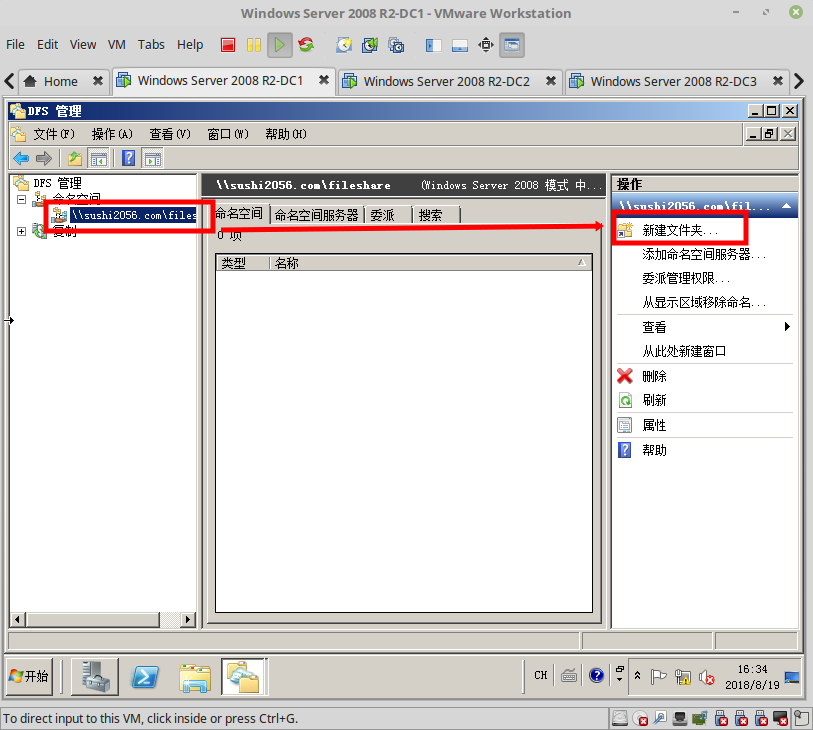 Windows Server 2008 R2-DC1 - VMware Workstation
File Edit View VM Tabs Help
Home Windows Server 2008 R2-DC1 Windows Server 2008 R2-DC2 Windows Server 2008 R2-DC3
DFS 管理
文件(F) 操作(A) 查看(V) 窗口(W) 帮助(H)
DFS 管理
命名空间
\\sushi2056.com\files
复制
\\sushi2056.com\fileshare (Windows Server 2008 模式 中...
命名空间 命名空间服务器 委派 搜索
0 项
类型 名称
操作
\\sushi2056.com\fil...
新建文件夹...
添加命名空间服务器...
委派管理权限...
从显示区域移除命名...
查看
从此处新建窗口
删除
刷新
属性
帮助
开始
CH
16:34
2018/8/19
To direct input to this VM, click inside or press Ctrl+G.